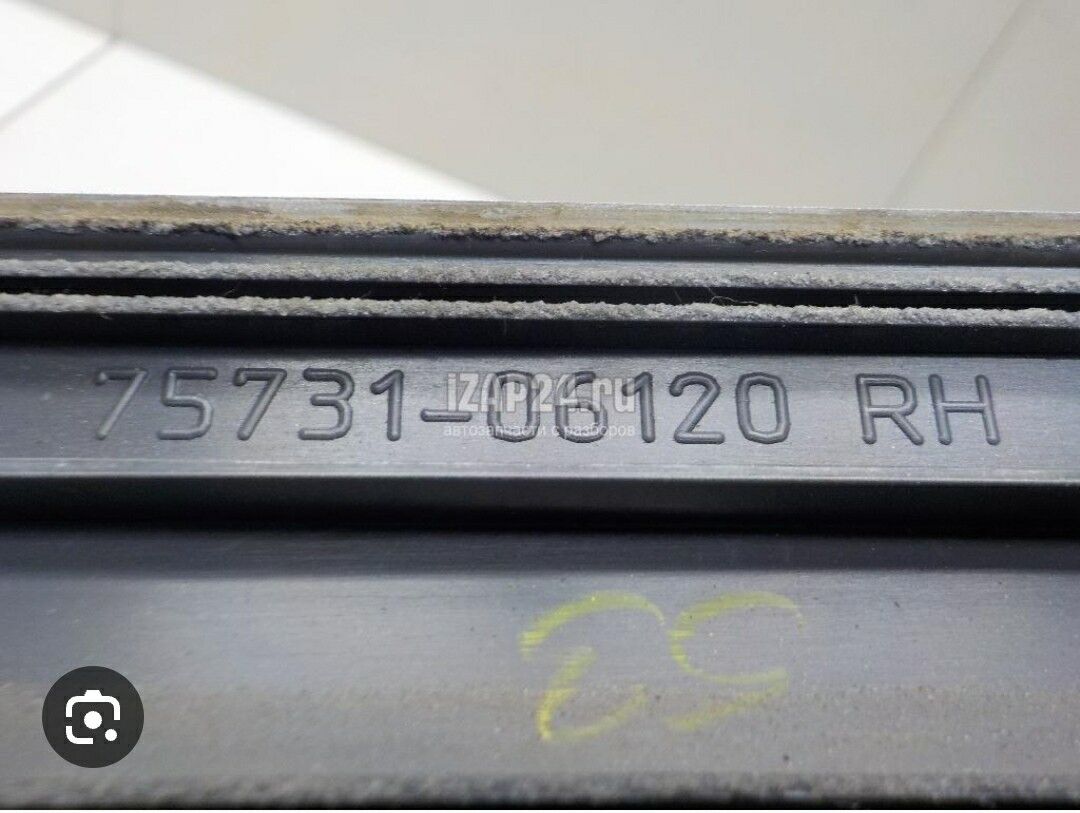 75731-06120 RH
IZAP24.ru
автозапчасти с разборов